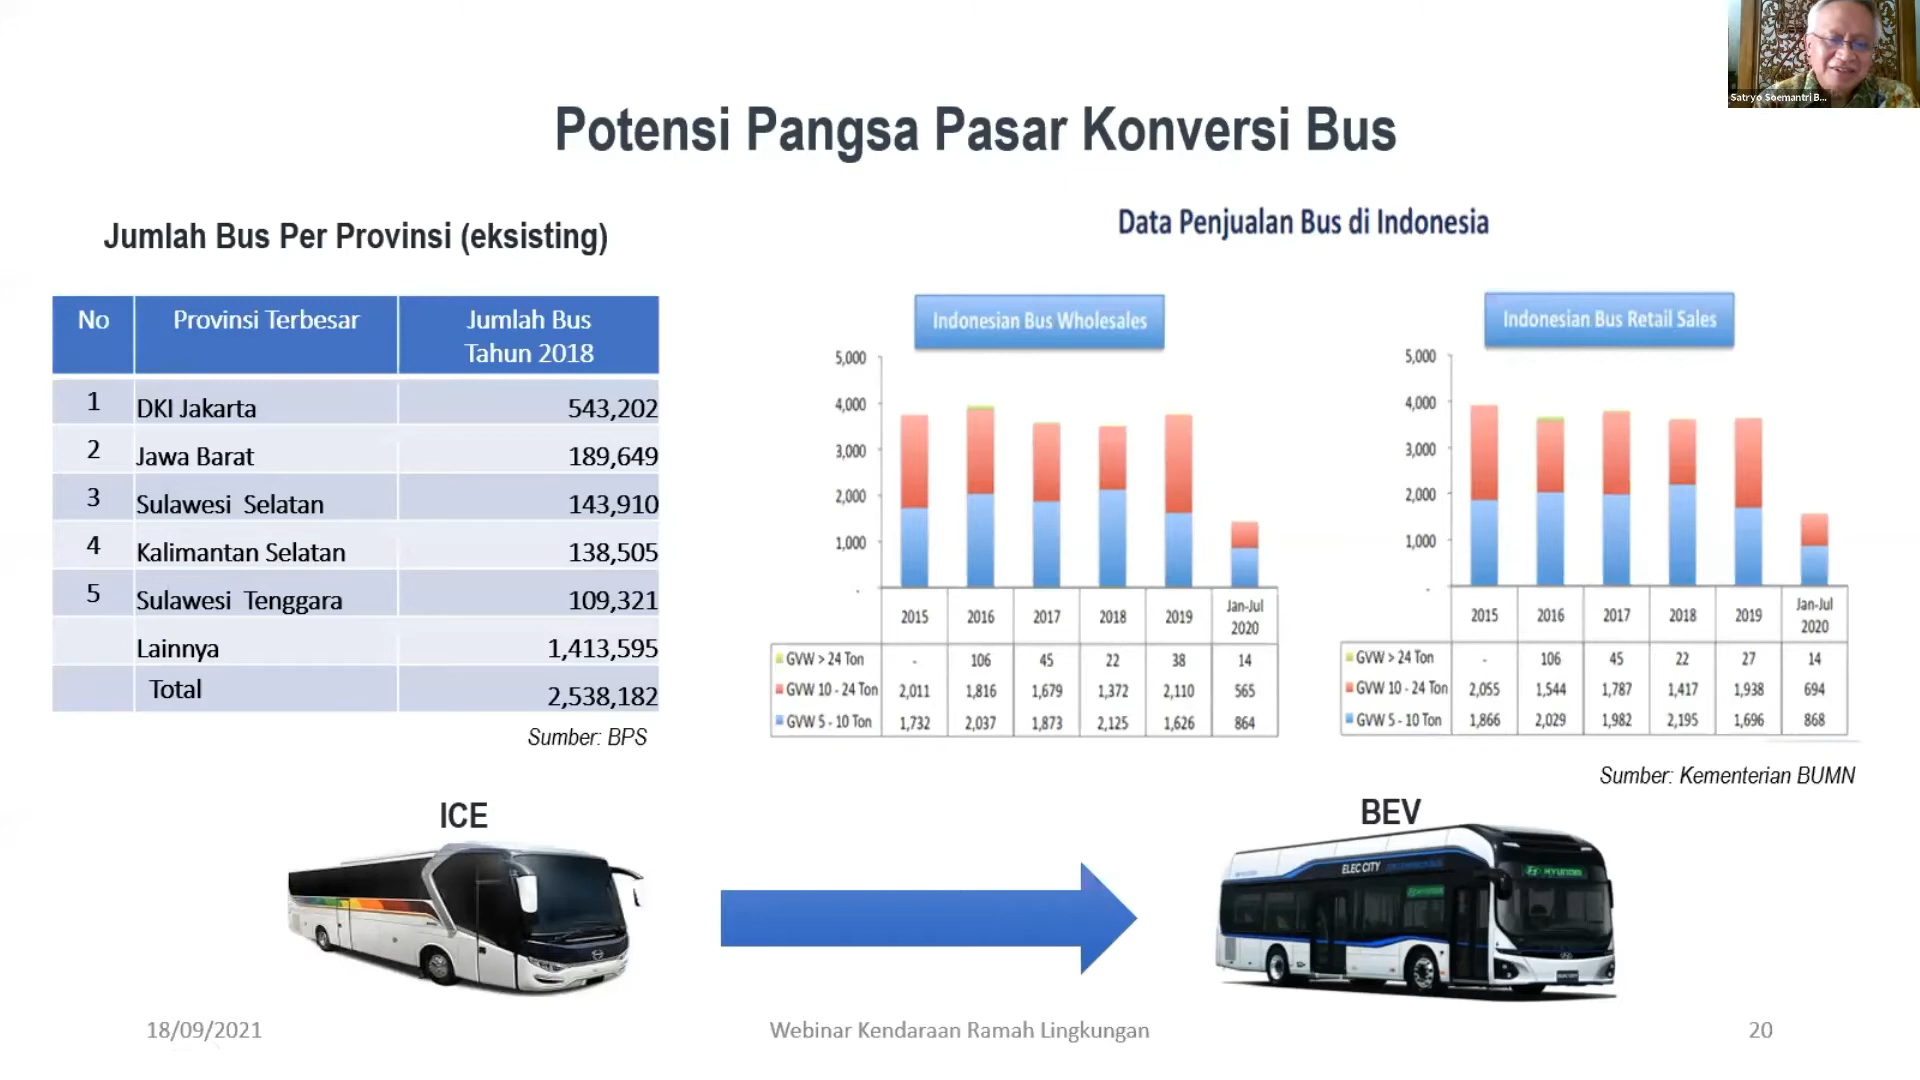 Satryo Soemantri B...
Potensi Pangsa Pasar Konversi Bus
Jumlah Bus Per Provinsi (eksisting)
No Provinsi Terbesar Jumlah Bus
Tahun 2018
1 DKI Jakarta 543,202
2 Jawa Barat 189,649
3 Sulawesi Selatan 143,910
4 Kalimantan Selatan 138,505
5 Sulawesi Tenggara 109,321
Lainnya 1,413,595
Total 2,538,182
Sumber: BPS
Data Penjualan Bus di Indonesia
Indonesian Bus Wholesales
5,000
4,000
3,000
2,000
1,000
-
2015 2016 2017 2018 2019 Jan-Jul
2020
GVW > 24 Ton - 106 45 22 38 14
GVW 10 - 24 Ton 2,011 1,816 1,679 1,372 2,110 565
GVW 5 - 10 Ton 1,732 2,037 1,873 2,125 1,626 864
Indonesian Bus Retail Sales
5,000
4,000
3,000
2,000
1,000
-
2015 2016 2017 2018 2019 Jan-Jul
2020
GVW > 24 Ton - 106 45 22 27 14
GVW 10 - 24 Ton 2,055 1,544 1,787 1,417 1,938 694
GVW 5 - 10 Ton 1,866 2,029 1,982 2,195 1,696 868
Sumber: Kementerian BUMN
ICE
BEV
ELEC CITY
HYUNDAI
18/09/2021
Webinar Kendaraan Ramah Lingkungan
20